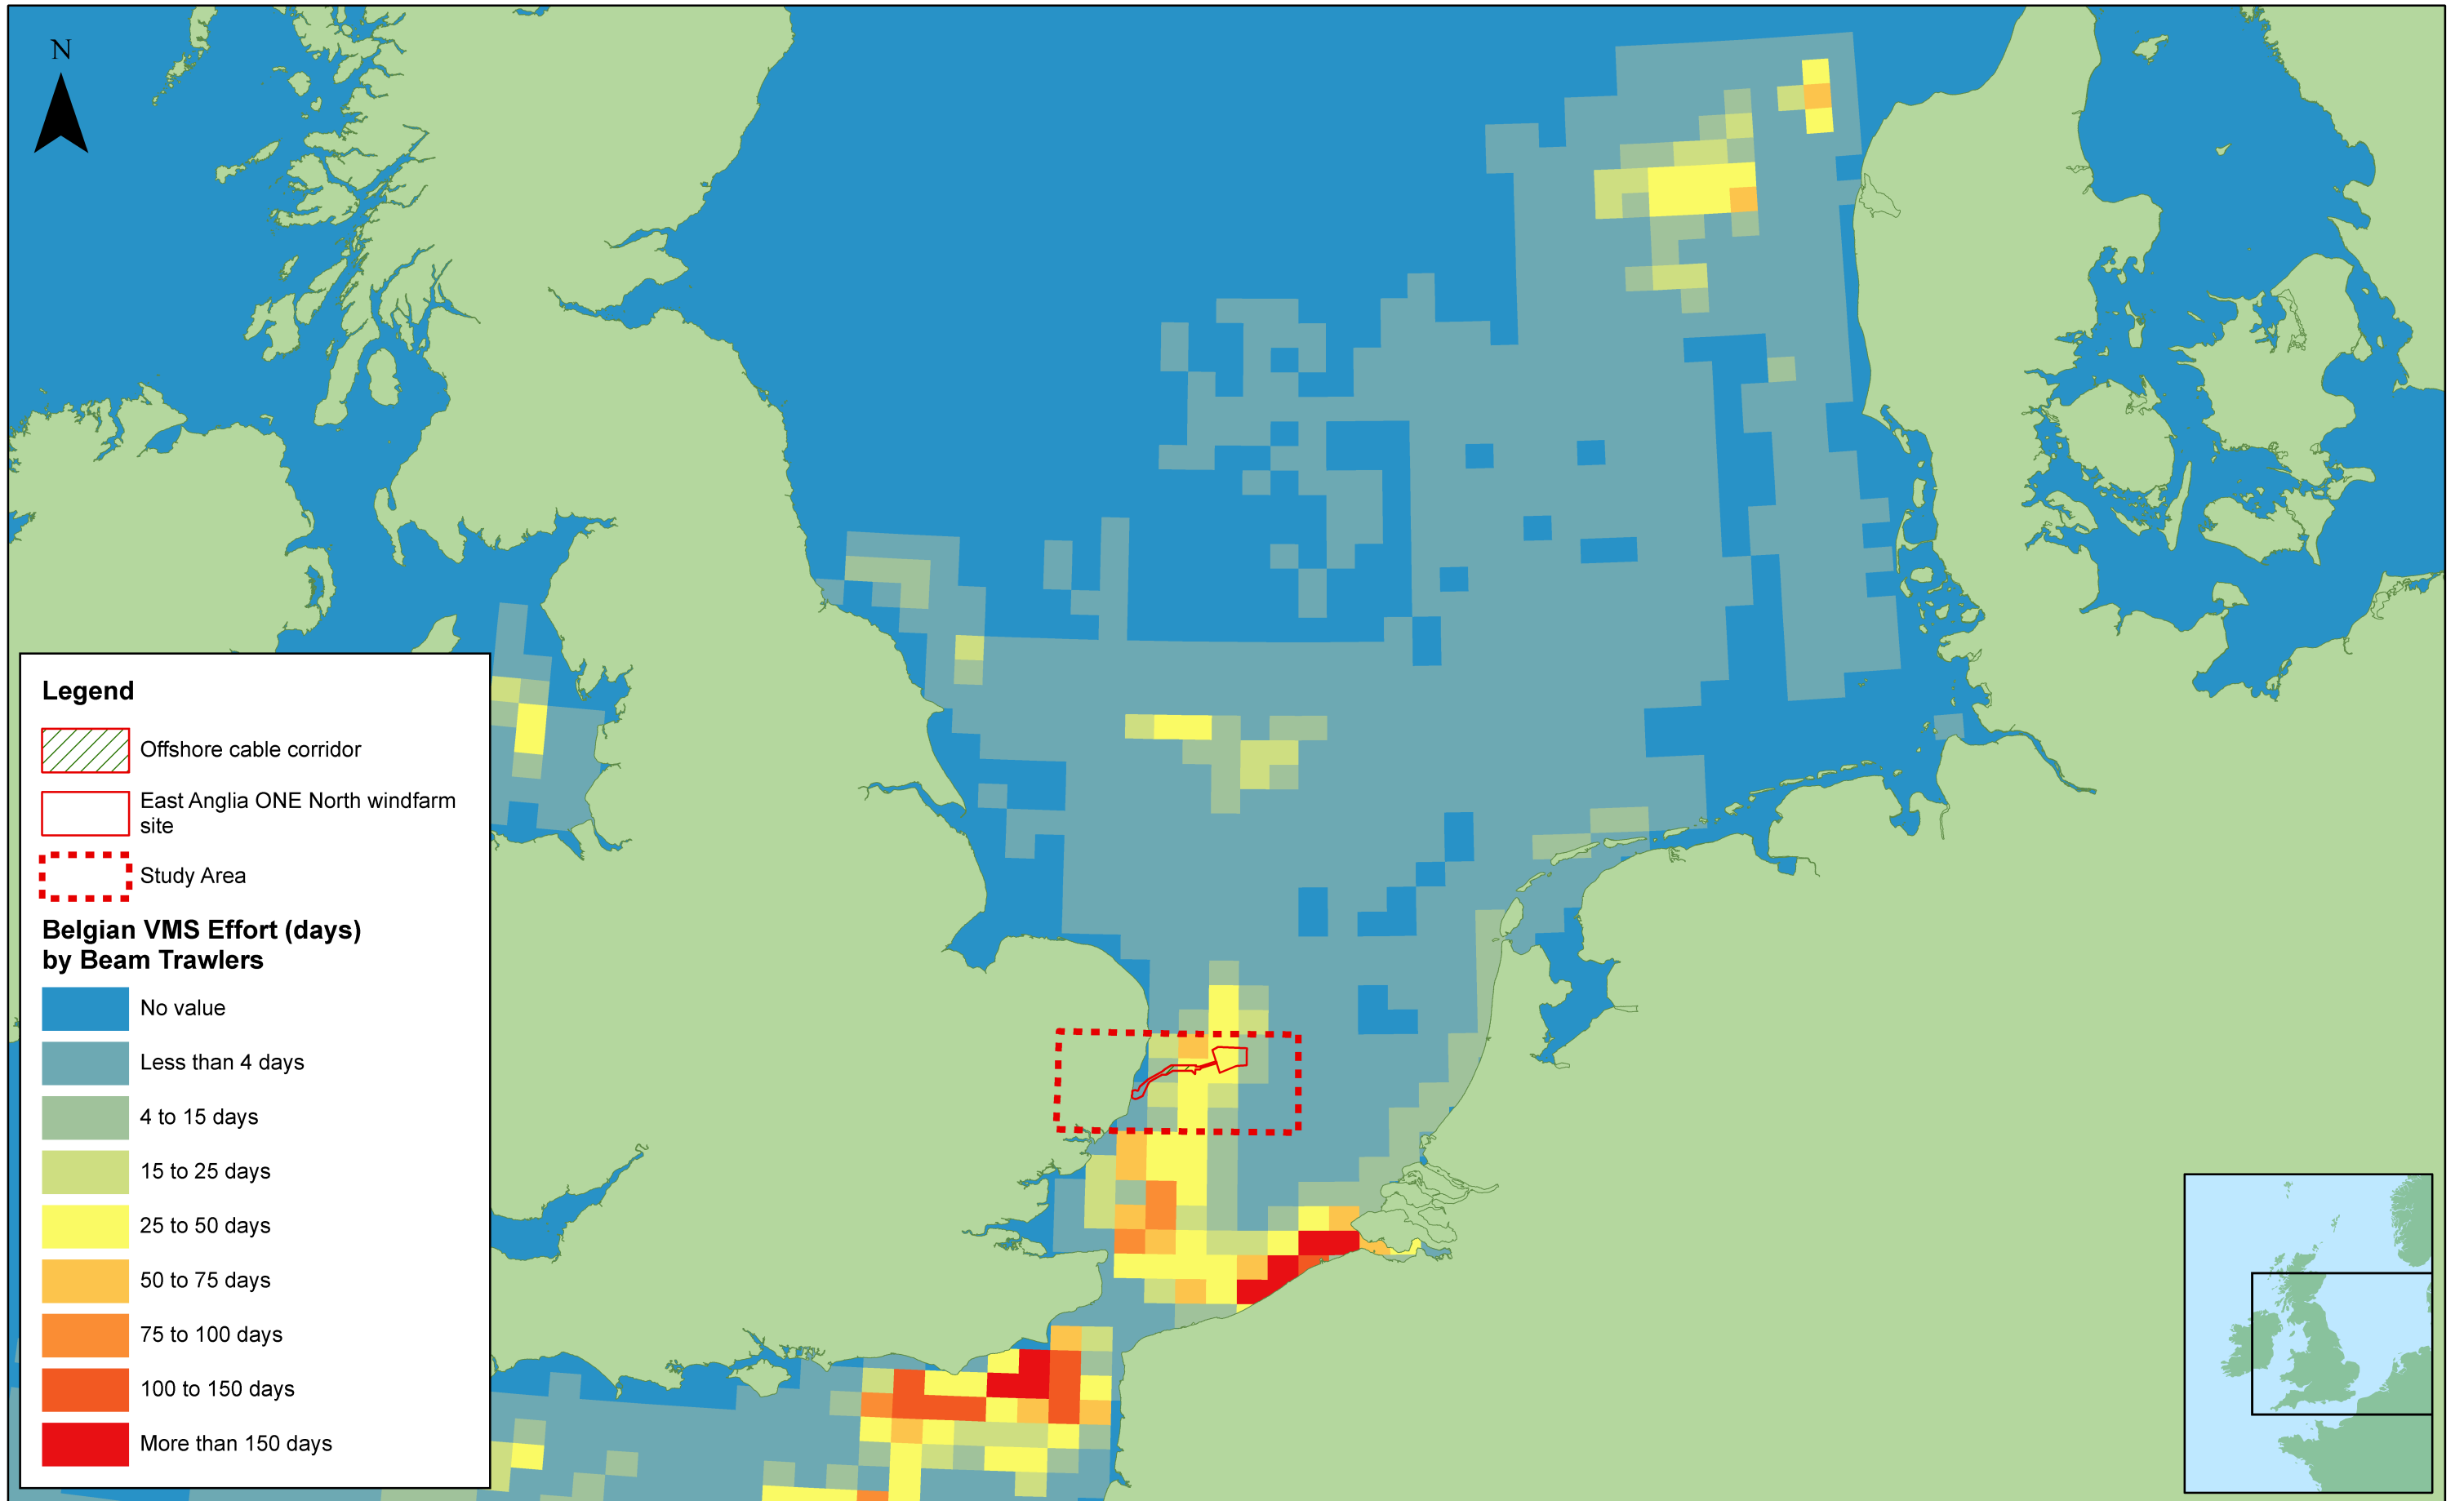 N
Legend
Offshore cable corridor
East Anglia ONE North windfarm
site
Study Area
Belgian VMS Effort (days)
by Beam Trawlers
No value
Less than 4 days
4 to 15 days
15 to 25 days
25 to 50 days
50 to 75 days
75 to 100 days
100 to 150 days
More than 150 days